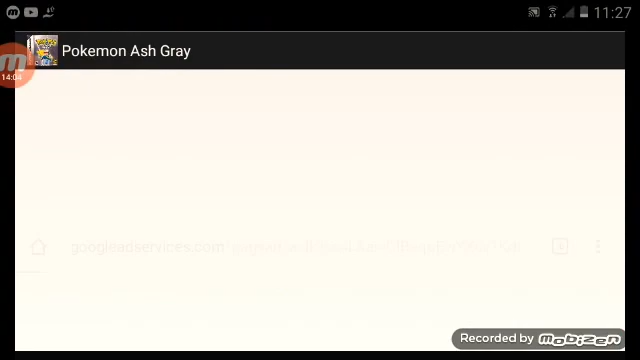 11:27
Pokemon Ash Gray
14:04
googleadservices.com
Recorded by
mobizen